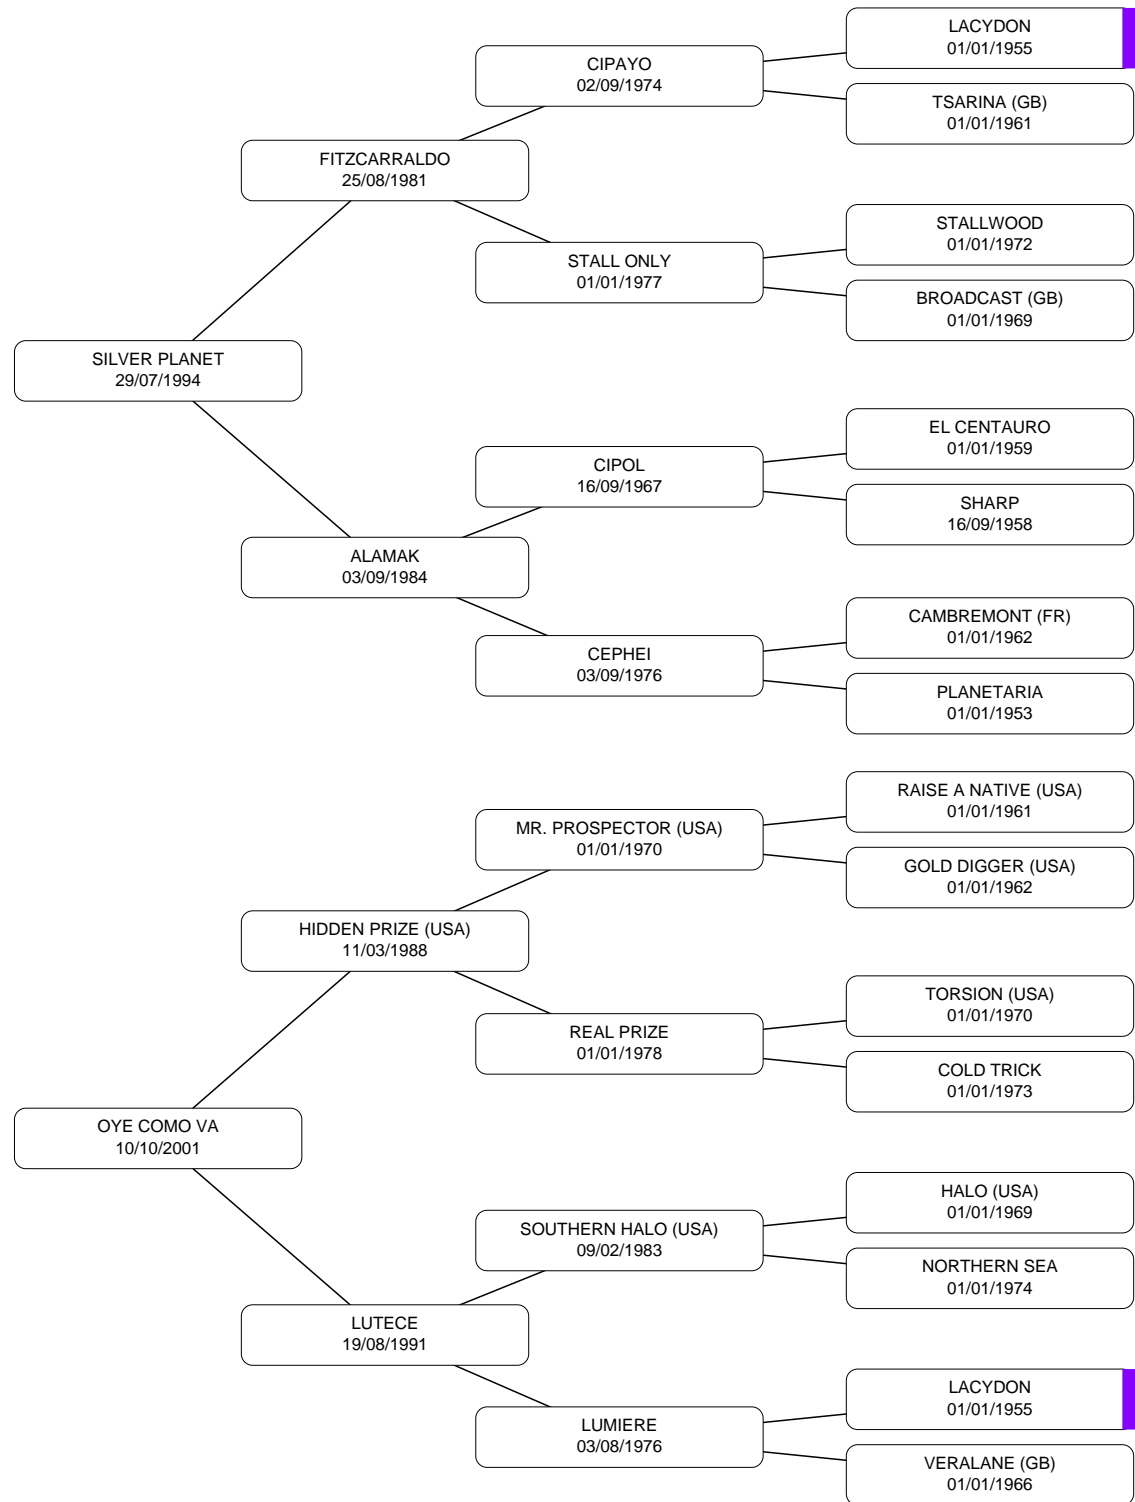 LACYDON
01/01/1955
CIPAYO
02/09/1974
TSARINA (GB)
01/01/1961
FITZCARRALDO
25/08/1981
STALLWOOD
01/01/1972
STALL ONLY
01/01/1977
BROADCAST (GB)
01/01/1969
SILVER PLANET
29/07/1994
EL CENTAURO
01/01/1959
CIPOL
16/09/1967
SHARP
16/09/1958
ALAMAK
03/09/1984
CAMBREMONT (FR)
01/01/1962
CEPHEI
03/09/1976
PLANETARIA
01/01/1953
RAISE A NATIVE (USA)
01/01/1961
MR. PROSPECTOR (USA)
01/01/1970
GOLD DIGGER (USA)
01/01/1962
HIDDEN PRIZE (USA)
11/03/1988
TORSION (USA)
01/01/1970
REAL PRIZE
01/01/1978
COLD TRICK
01/01/1973
OYE COMO VA
10/10/2001
HALO (USA)
01/01/1969
SOUTHERN HALO (USA)
09/02/1983
NORTHERN SEA
01/01/1974
LUTECE
19/08/1991
LACYDON
01/01/1955
LUMIERE
03/08/1976
VERALANE (GB)
01/01/1966